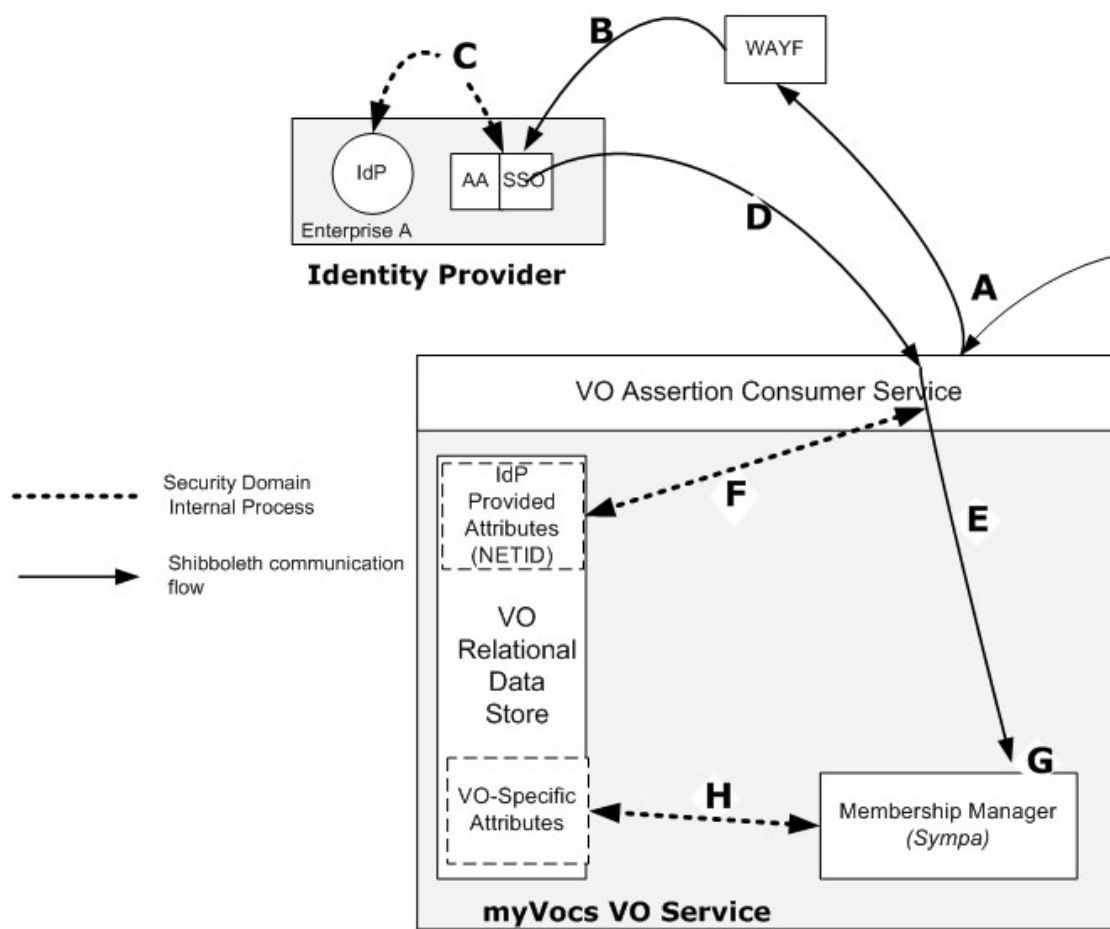 B
WAYF
C
IdP
AA
SSO
Enterprise A
D
Identity Provider
A
VO Assertion Consumer Service
IdP
Provided
Attributes
(NETID)
F
E
Security Domain
Internal Process
Shibboleth communication
flow
VO
Relational
Data
Store
G
VO-Specific
Attributes
H
Membership Manager
(Sympa)
myVocs VO Service